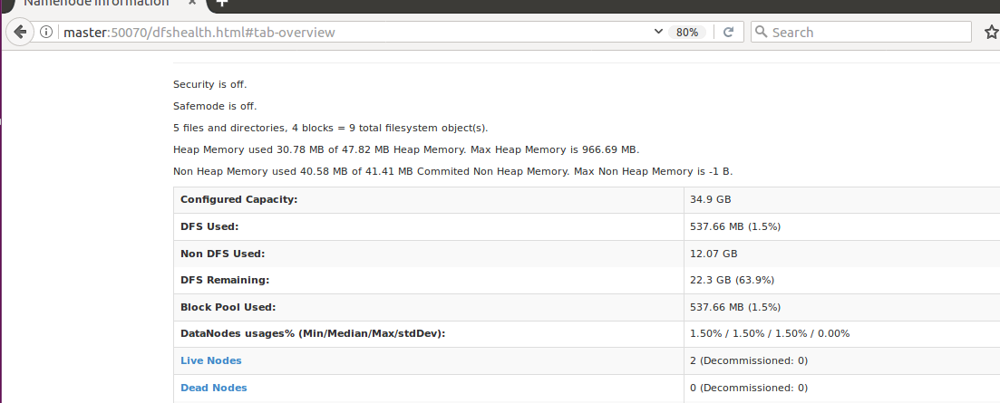 Namenode information ×
master:50070/dfshealth.html#tab-overview 80% Search
Security is off.
Safemode is off.
5 files and directories, 4 blocks = 9 total filesystem object(s).
Heap Memory used 30.78 MB of 47.82 MB Heap Memory. Max Heap Memory is 966.69 MB.
Non Heap Memory used 40.58 MB of 41.41 MB Commited Non Heap Memory. Max Non Heap Memory is -1 B.
Configured Capacity: 34.9 GB
DFS Used: 537.66 MB (1.5%)
Non DFS Used: 12.07 GB
DFS Remaining: 22.3 GB (63.9%)
Block Pool Used: 537.66 MB (1.5%)
DataNodes usages% (Min/Median/Max/stdDev): 1.50% / 1.50% / 1.50% / 0.00%
Live Nodes 2 (Decommissioned: 0)
Dead Nodes 0 (Decommissioned: 0)